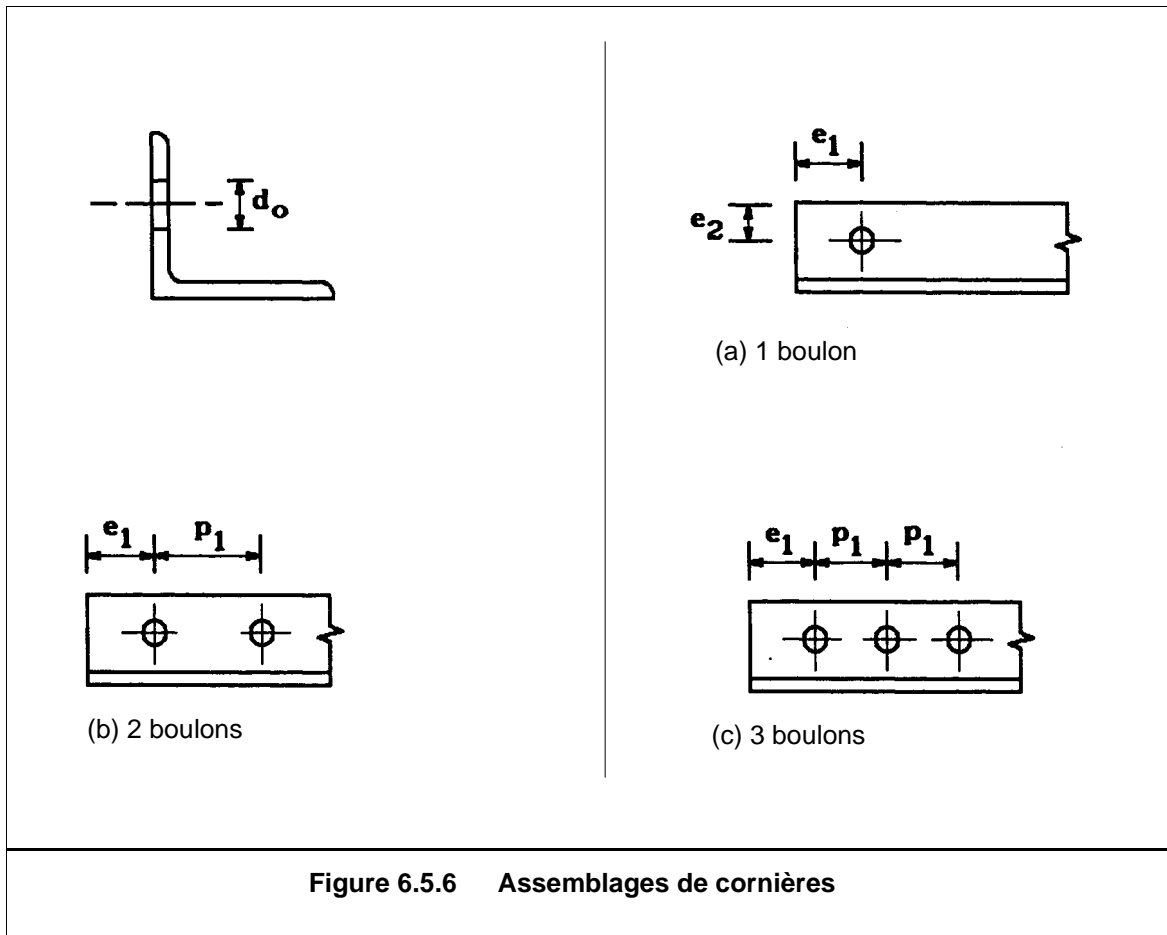 d₀
e₁
e₂
(a) 1 boulon
e₁ p₁
(b) 2 boulons
e₁ p₁ p₁
(c) 3 boulons
Figure 6.5.6 Assemblages de cornières